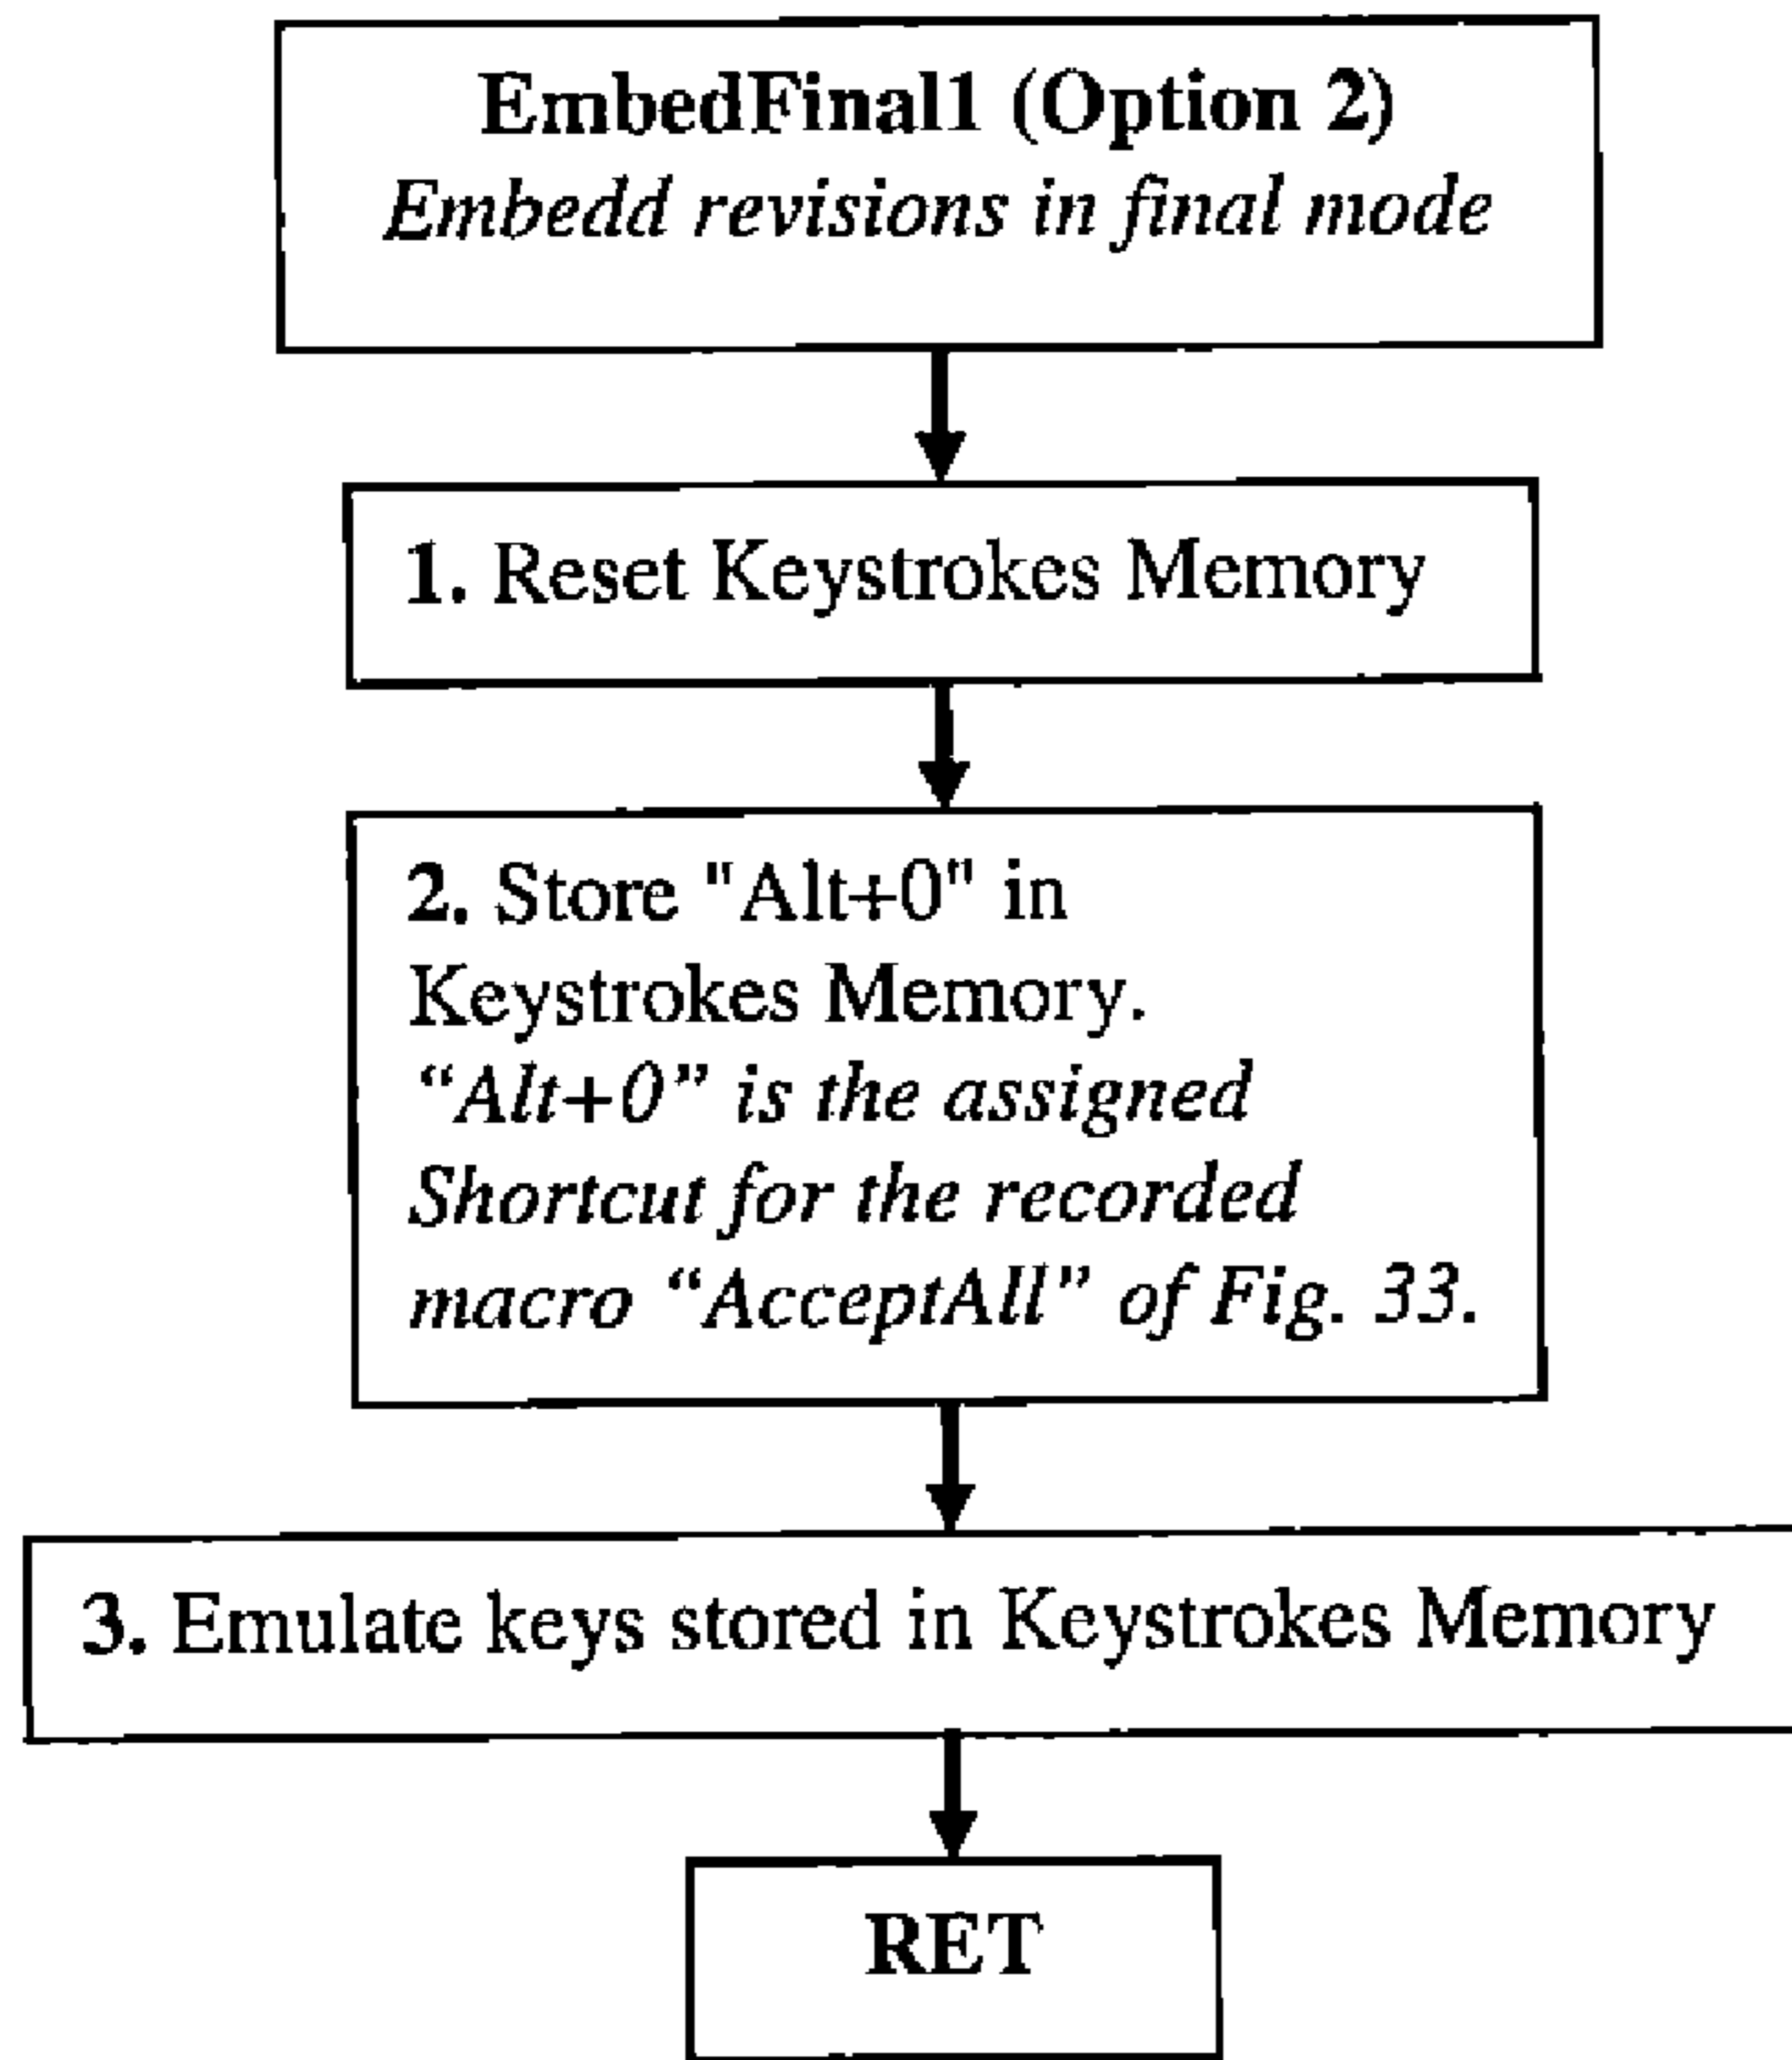 EmbedFinal1 (Option 2)
Embedd revisions in final mode
1. Reset Keystrokes Memory
2. Store "Alt+0" in
Keystrokes Memory.
“Alt+0” is the assigned
Shortcut for the recorded
macro “AcceptAll” of Fig. 33.
3. Emulate keys stored in Keystrokes Memory
RET